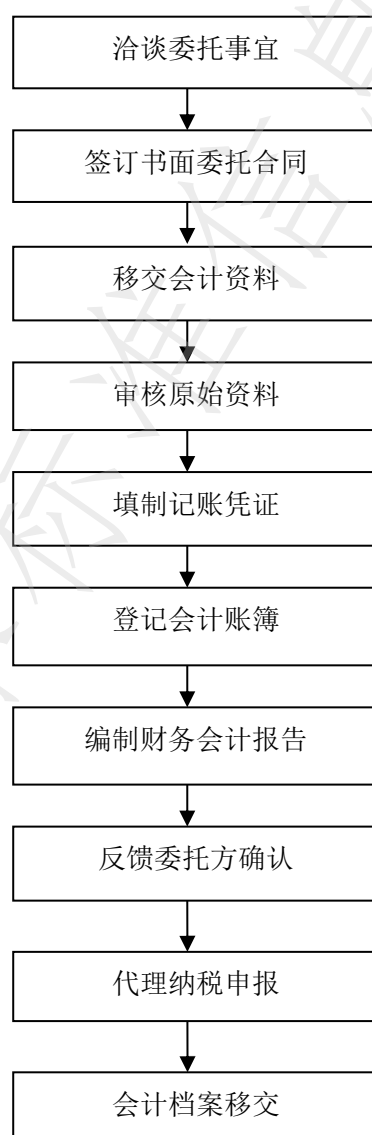 洽谈委托事宜
签订书面委托合同
移交会计资料
审核原始资料
填制记账凭证
登记会计账簿
编制财务会计报告
反馈委托方确认
代理纳税申报
会计档案移交